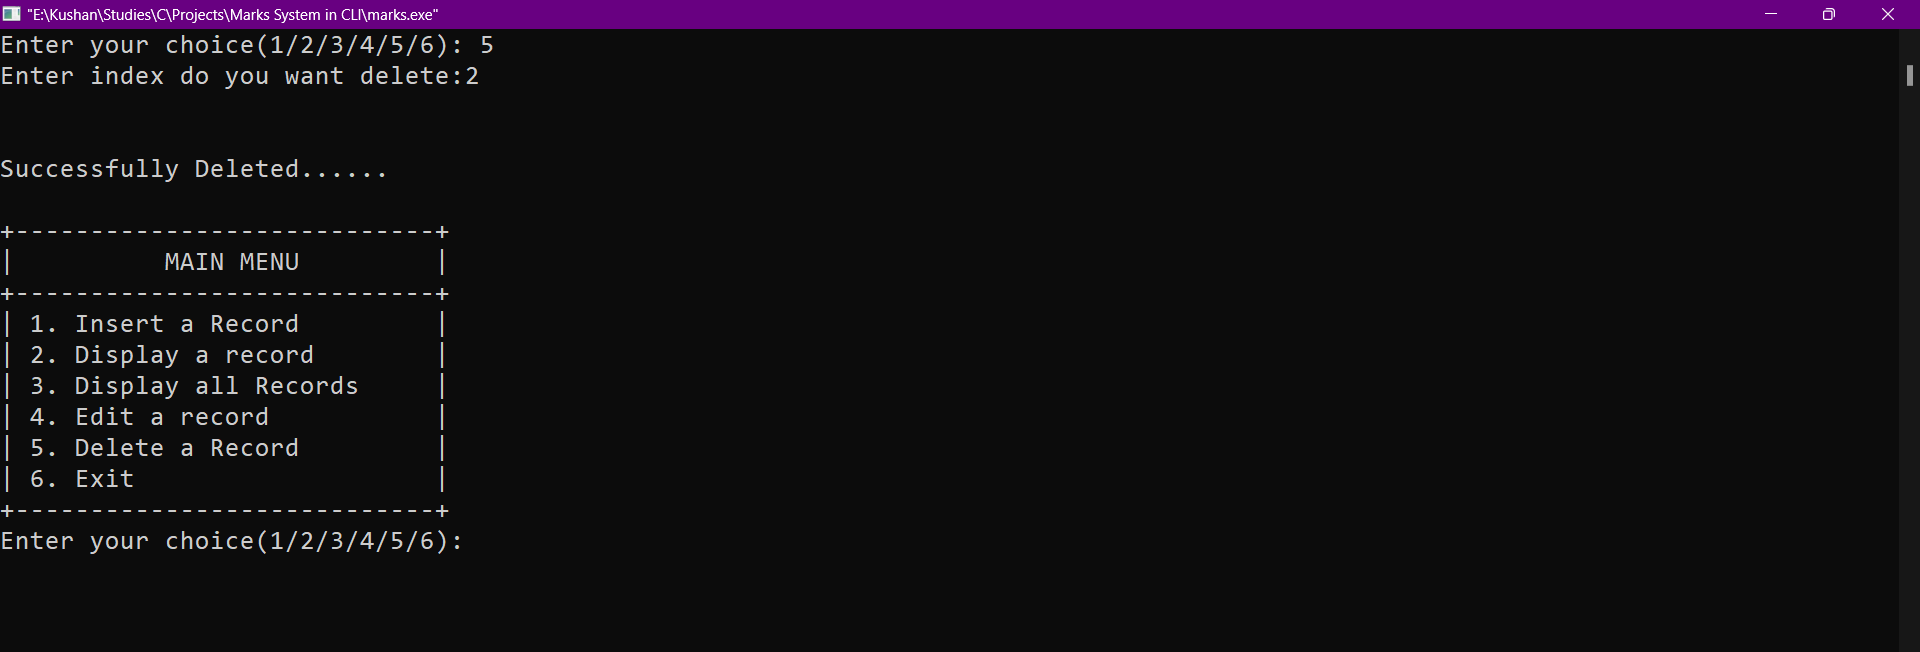 "E:\Kushan\Studies\C\Projects\Marks System in CLI\marks.exe"
Enter your choice(1/2/3/4/5/6): 5
Enter index do you want delete:2
Successfully Deleted......
+----------------------------+
|          MAIN MENU         |
+----------------------------+
| 1. Insert a Record         |
| 2. Display a record        |
| 3. Display all Records     |
| 4. Edit a record           |
| 5. Delete a Record         |
| 6. Exit                    |
+----------------------------+
Enter your choice(1/2/3/4/5/6):